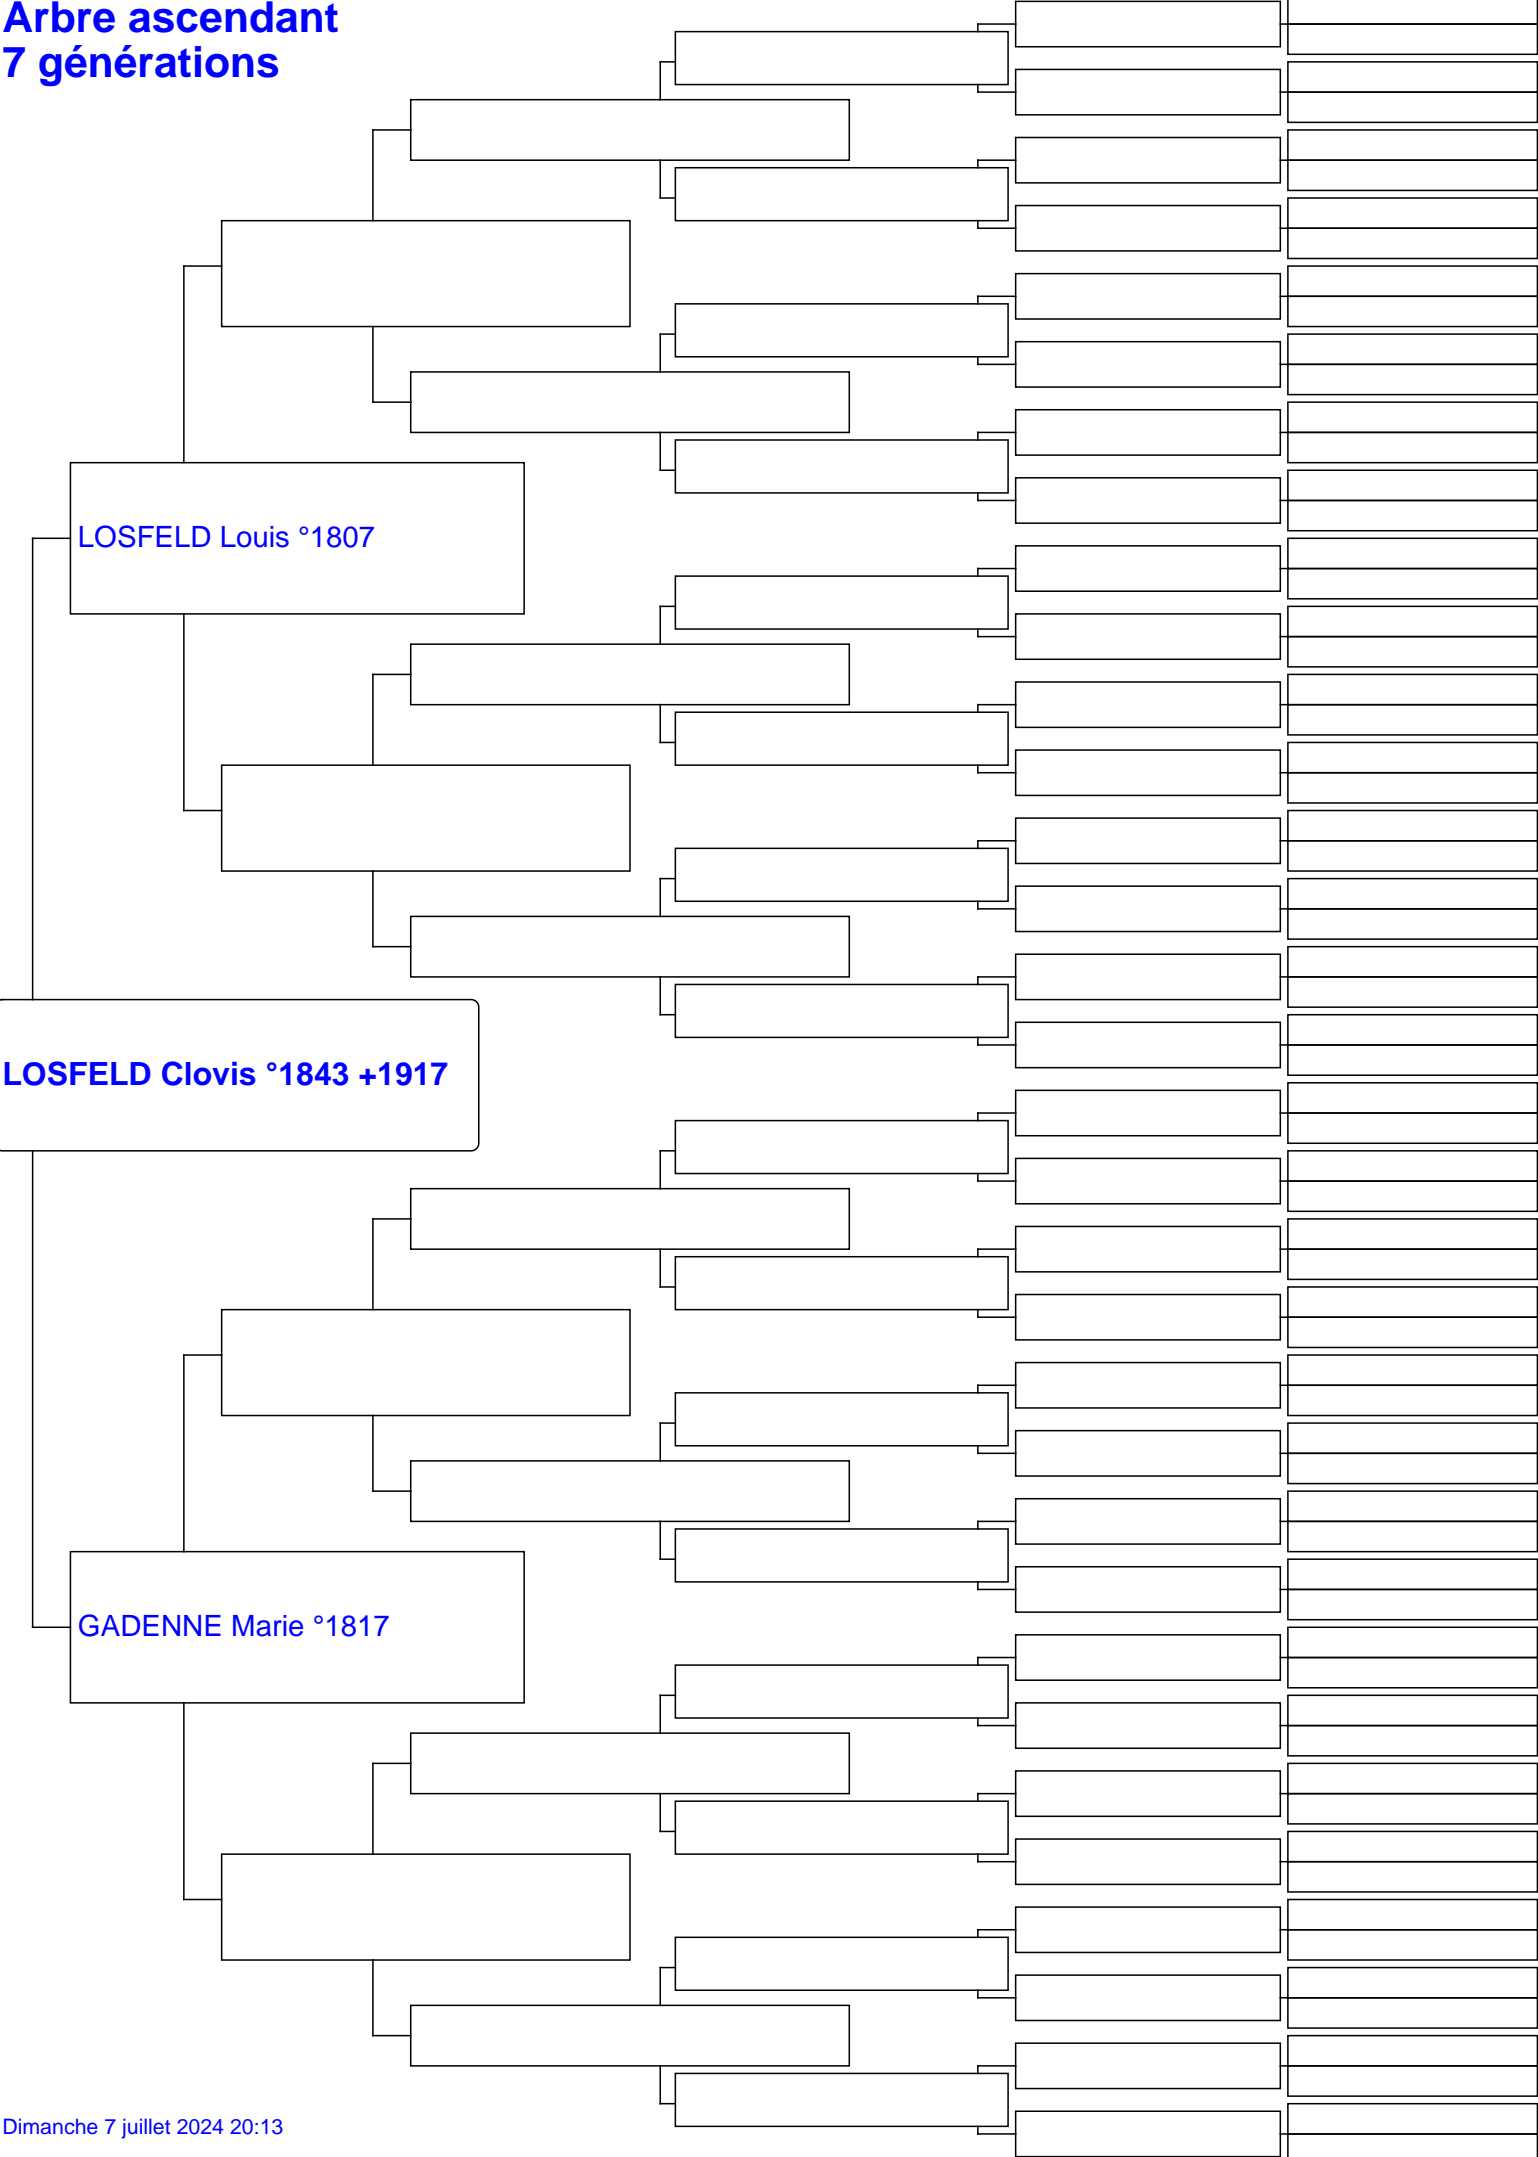 Arbre ascendant
7 générations
LOSFELD Louis °1807
LOSFELD Clovis °1843 +1917
GADENNE Marie °1817
Dimanche 7 juillet 2024 20:13